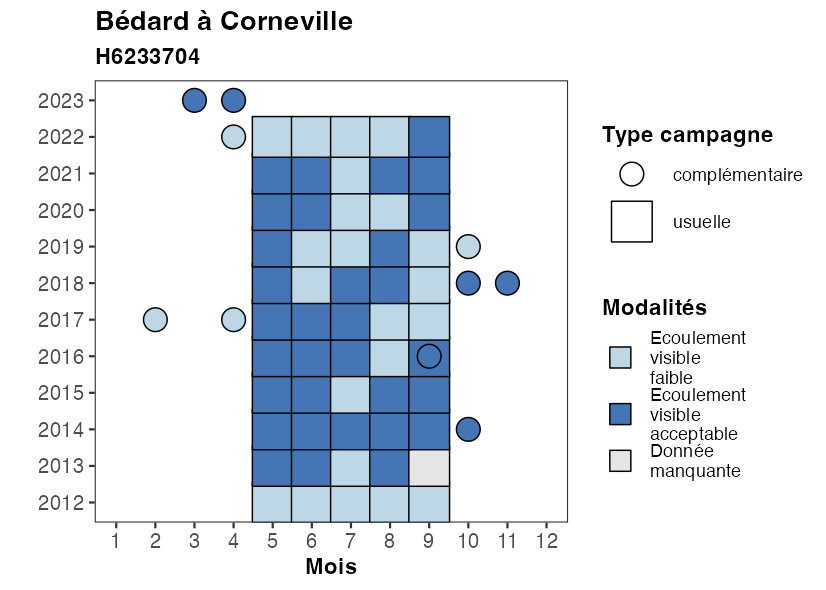 Bédard à Corneville
H6233704
2023
2022
2021
2020
2019
2018
2017
2016
2015
2014
2013
2012
1 2 3 4 5 6 7 8 9 10 11 12
Mois
Type campagne
complémentaire
usuelle
Modalités
Ecoulement
visible
faible
Ecoulement
visible
acceptable
Donnée
manquante